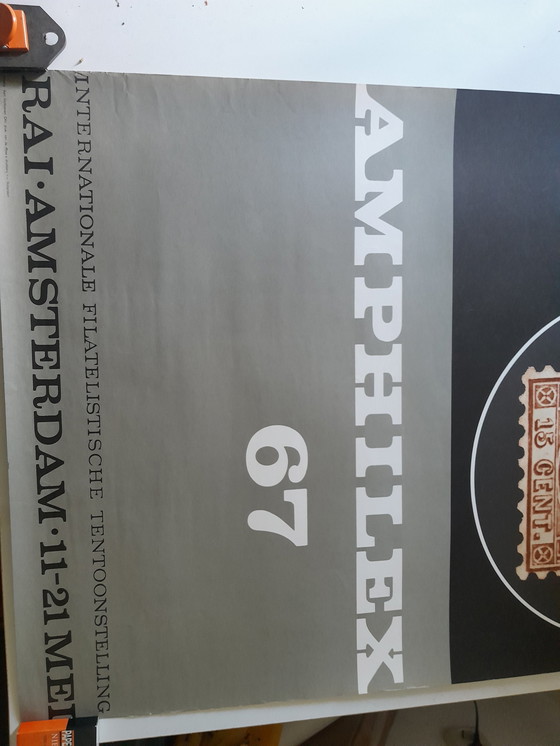 15 CENT.
AMPHILEX
67
INTERNATIONALE FILATELISTISCHE TENTOONSTELLING
RAI·AMSTERDAM·11-21 MEI